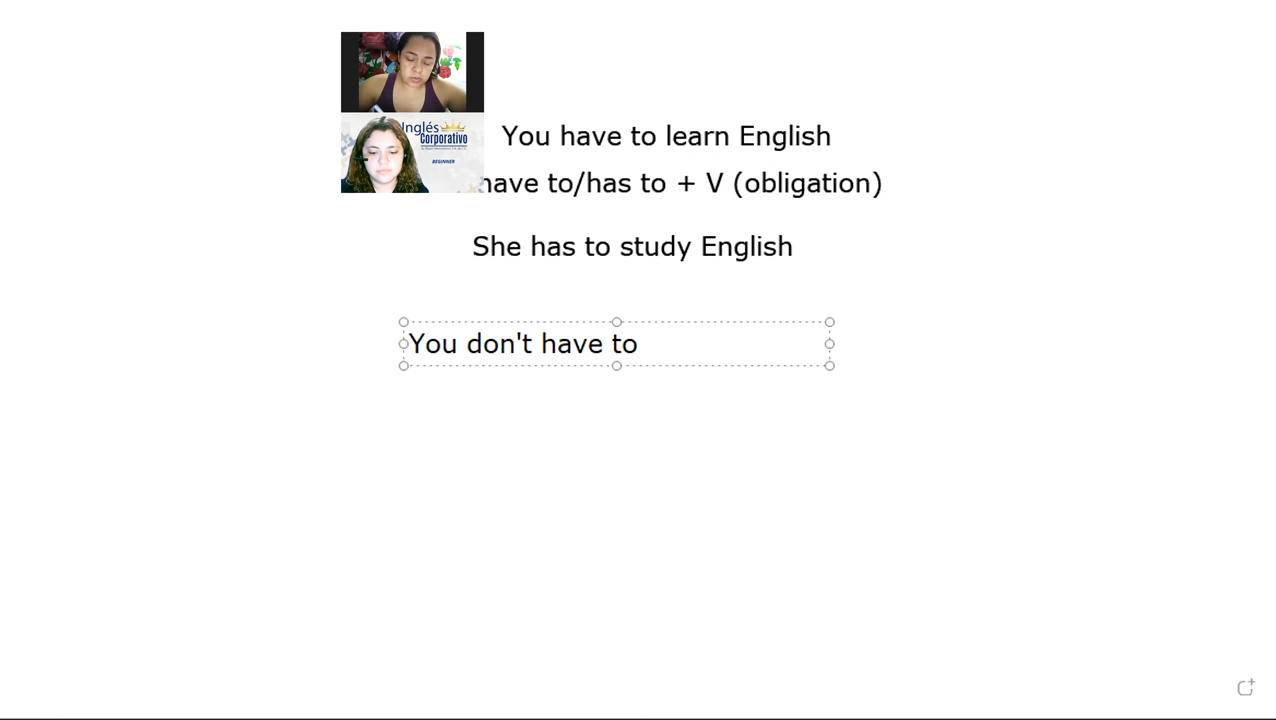 Inglés
Corporativo
BEGINNER
You have to learn English
have to/has to + V (obligation)
She has to study English
You don't have to